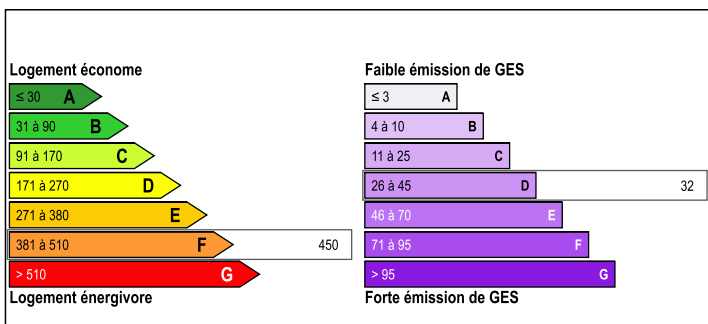 Logement économe
≤ 30 A
31 à 90 B
91 à 170 C
171 à 270 D
271 à 380 E
381 à 510 F 450
> 510 G
Logement énergivore
Faible émission de GES
≤ 3 A
4 à 10 B
11 à 25 C
26 à 45 D 32
46 à 70 E
71 à 95 F
> 95 G
Forte émission de GES